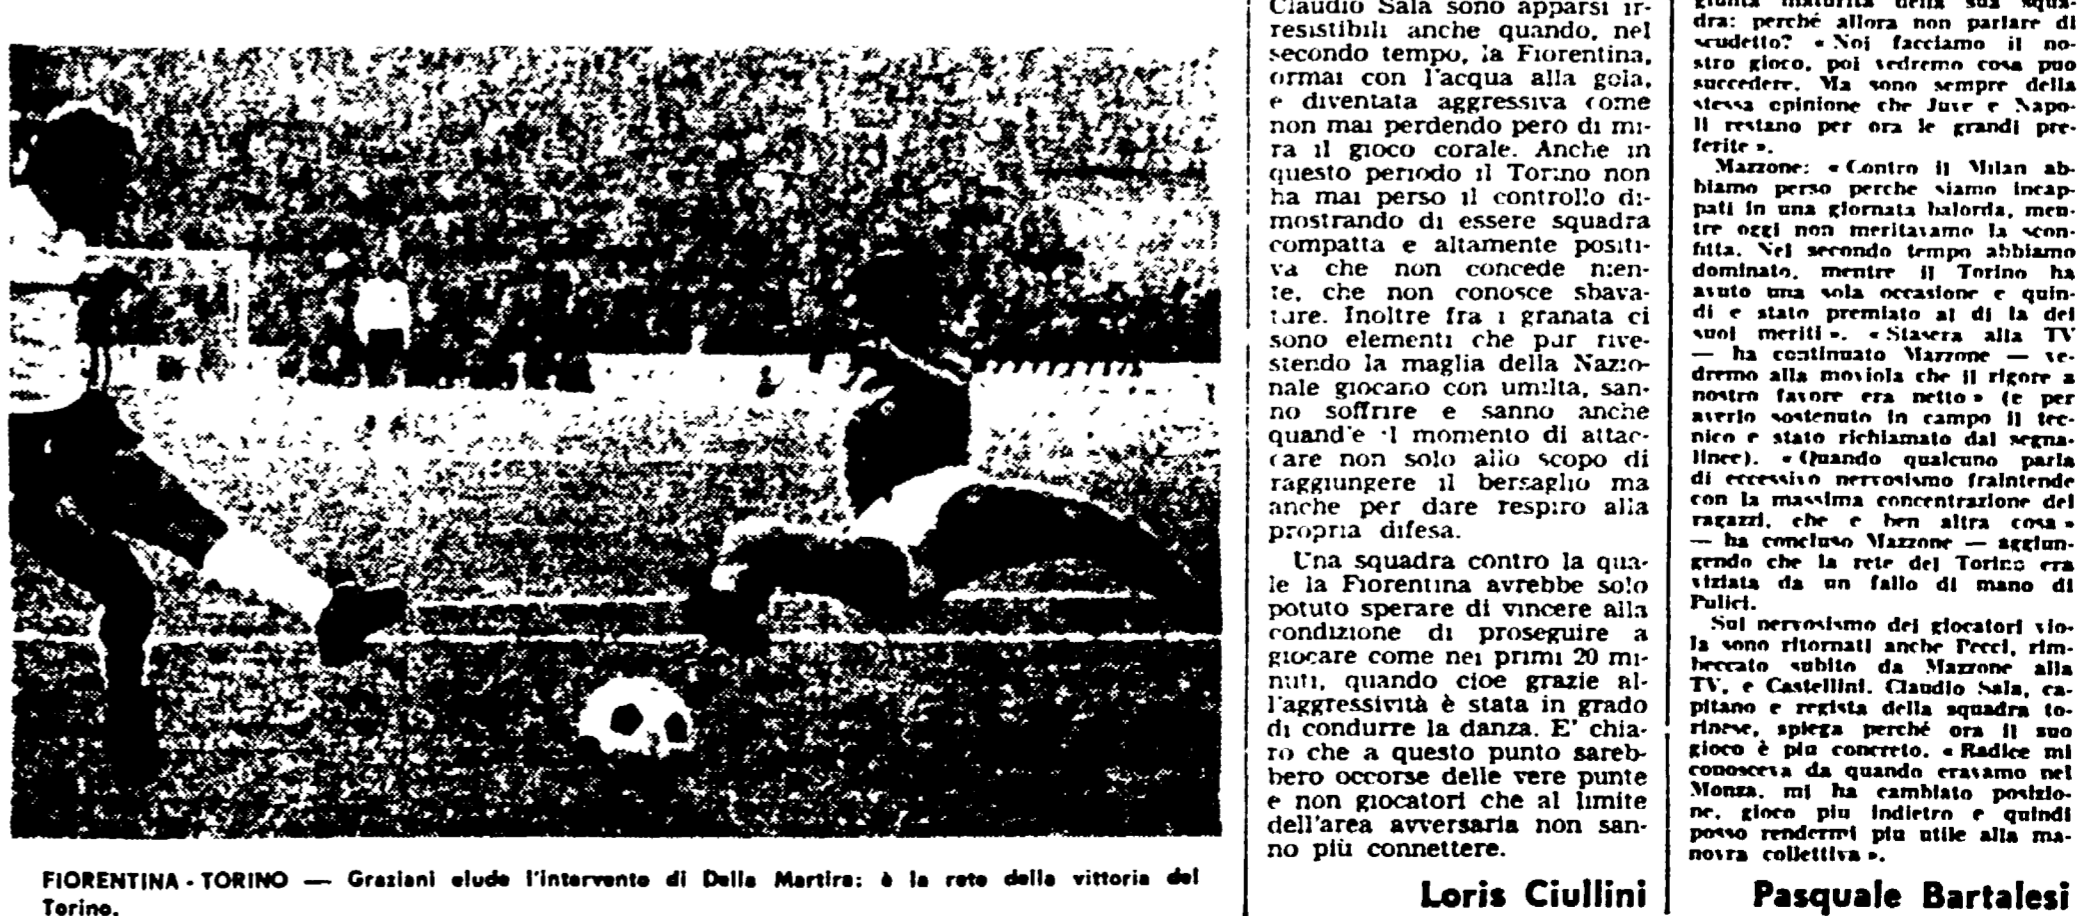 Claudio Sala sono apparsi ir-
resistibili anche quando, nel
secondo tempo, la Fiorentina,
ormai con l'acqua alla gola,
e diventata aggressiva come
non mai perdendo pero di mi-
ra il gioco corale. Anche in
questo periodo il Torino non
ha mai perso il controllo di-
mostrando di essere squadra
compatta e altamente positi-
va che non concede nien-
te, che non conosce sbava-
ture. Inoltre fra i granata ci
sono elementi che pur rive-
stendo la maglia della Nazio-
nale giocano con umilta, san-
no soffrire e sanno anche
quand'e il momento di attac-
care non solo allo scopo di
raggiungere il bersaglio ma
anche per dare respiro alla
propria difesa.
Una squadra contro la qua-
le la Fiorentina avrebbe solo
potuto sperare di vincere alla
condizione di proseguire a
giocare come nei primi 20 mi-
nuti, quando cioe grazie al-
l'aggressività è stata in grado
di condurre la danza. E' chia-
ro che a questo punto sareb-
bero occorse delle vere punte
e non giocatori che al limite
dell'area avversaria non san-
no più connettere.
Loris Ciullini
giunta maturità della sua squa-
dra: perché allora non parlare di
scudetto? « Noi facciamo il no-
stro gioco, poi vedremo cosa puo
succedere. Ma sono sempre della
stessa opinione che Juve e Napo-
li restano per ora le grandi pre-
ferite ».
Mazzone: « Contro il Milan ab-
biamo perso perche siamo incap-
pati in una giornata balorda, men-
tre oggi non meritavamo la scon-
fitta. Nel secondo tempo abbiamo
dominato, mentre il Torino ha
avuto una sola occasione e quin-
di e stato premiato al di la dei
suoi meriti ». « Stasera alla TV
— ha continuato Mazzone — ve-
dremo alla moviola che il rigore a
nostro favore era netto » (e per
averlo sostenuto in campo il tec-
nico e stato richiamato dal segna-
linee). « Quando qualcuno parla
di eccessivo nervosismo fraintende
con la massima concentrazione dei
ragazzi, che e ben altra cosa »
— ha concluso Mazzone — aggiun-
gendo che la rete del Torino era
viziata da un fallo di mano di
Pulici.
Sul nervosismo dei giocatori vio-
la sono ritornati anche Pecci, rim-
beccato subito da Mazzone alla
TV, e Castellini. Claudio Sala, ca-
pitano e regista della squadra to-
rinese, spiega perché ora il suo
gioco è piu concreto. « Radice mi
conosceva da quando eravamo nel
Monza, mi ha cambiato posizio-
ne, gioco piu indietro e quindi
posso rendermi piu utile alla ma-
novra collettiva ».
Pasquale Bartalesi
FIORENTINA - TORINO — Graziani elude l'intervento di Della Martira: è la rete della vittoria del
Torino.